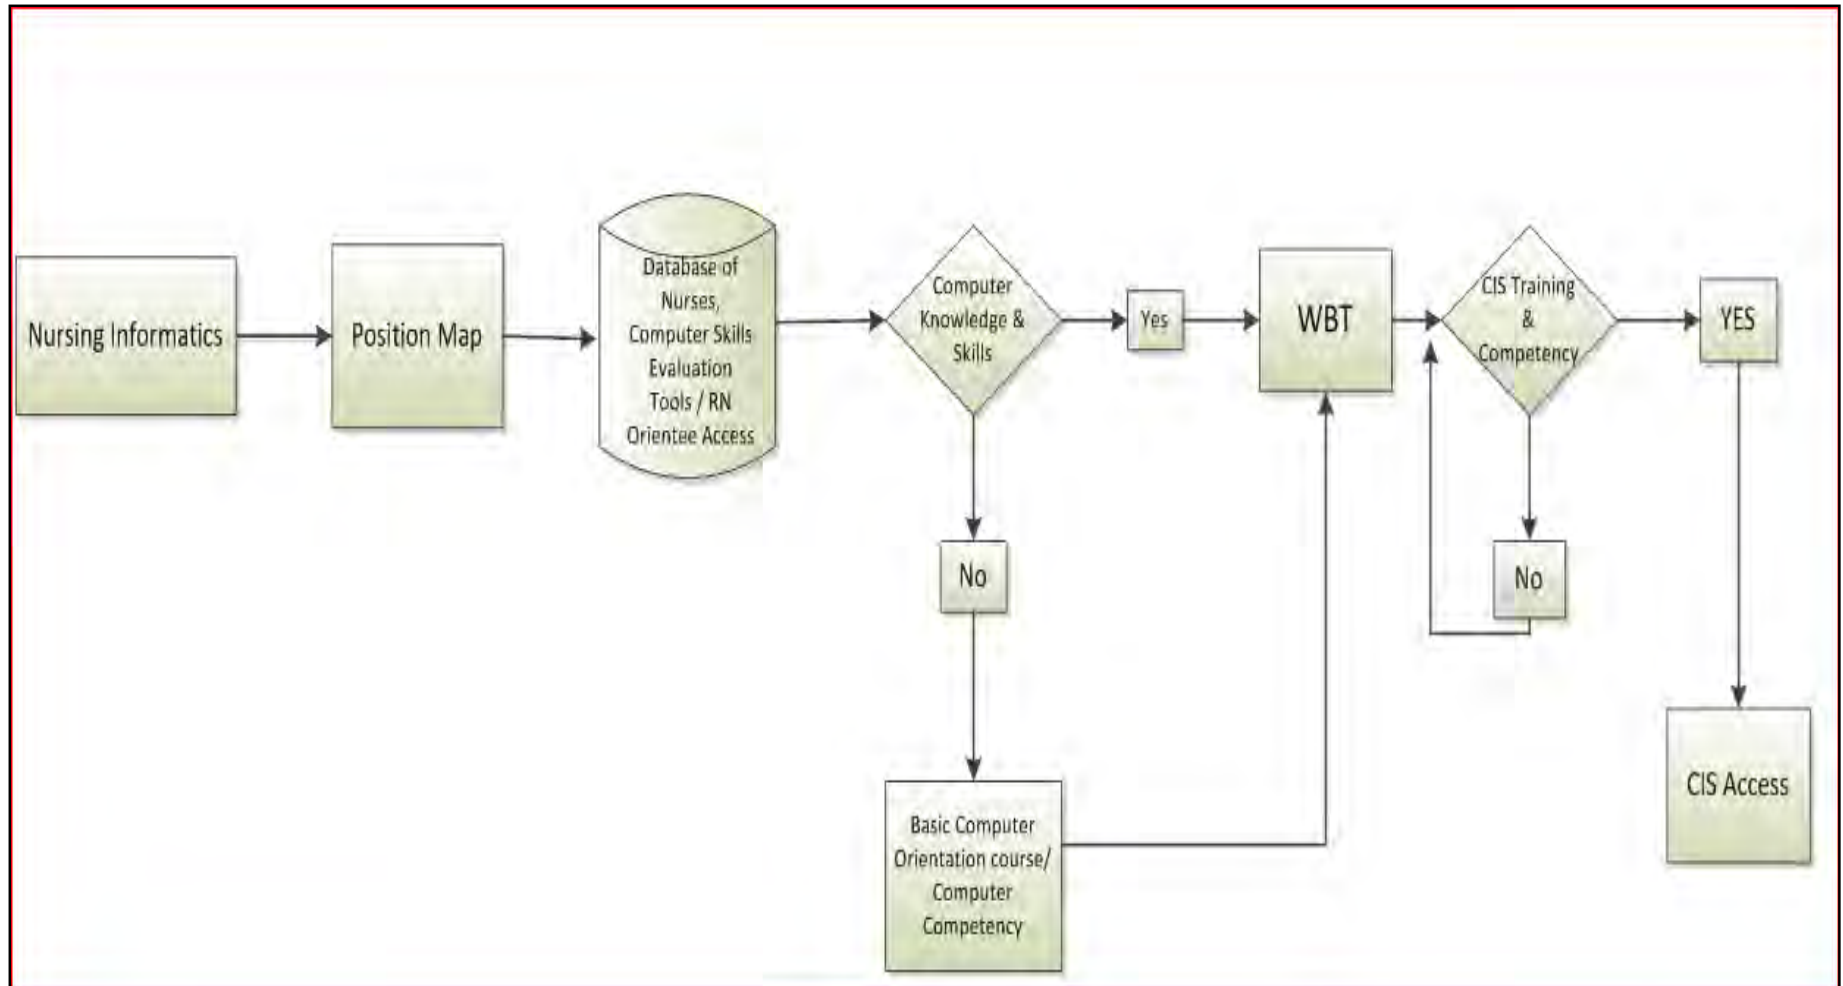 Nursing Informatics
Position Map
Database of
Nurses,
Computer Skills
Evaluation
Tools / RN
Orientee Access
Computer
Knowledge &
Skills
Yes
WBT
CIS Training
&
Competency
YES
No
No
Basic Computer
Orientation course/
Computer
Competency
CIS Access